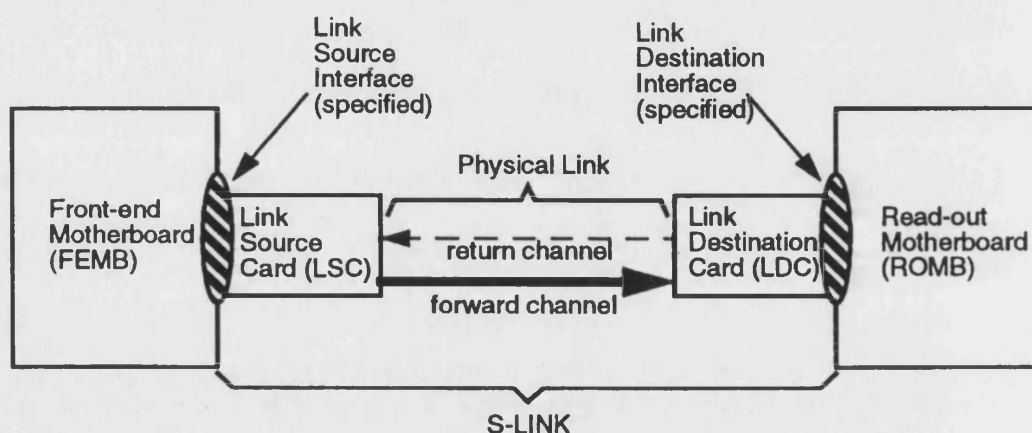 Link
Source
Interface
(specified)
Link
Destination
Interface
(specified)
Physical Link
Front-end
Motherboard
(FEMB)
Link
Source
Card (LSC)
return channel
forward channel
Link
Destination
Card (LDC)
Read-out
Motherboard
(ROMB)
S-LINK